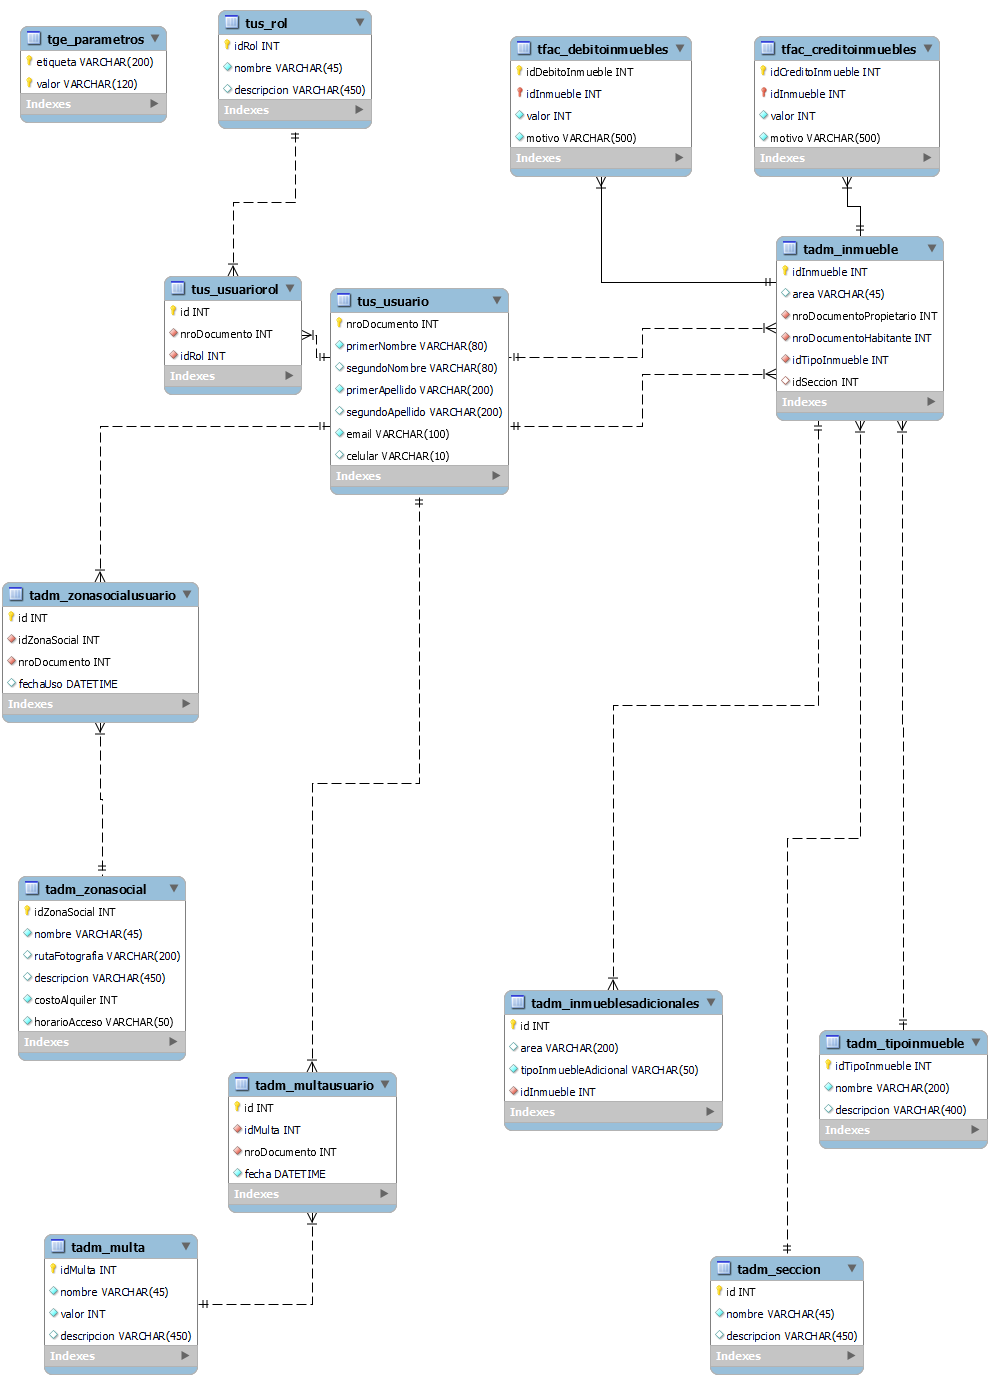 tge_parametros
etiqueta VARCHAR(200)
valor VARCHAR(120)
Indexes
tus_rol
idRol INT
nombre VARCHAR(45)
descripcion VARCHAR(450)
Indexes
tfac_debitoinmuebles
idDebitoInmueble INT
idInmueble INT
valor INT
motivo VARCHAR(500)
Indexes
tfac_creditoinmuebles
idCreditoInmueble INT
idInmueble INT
valor INT
motivo VARCHAR(500)
Indexes
tadm_inmueble
idInmueble INT
area VARCHAR(45)
nroDocumentoPropietario INT
nroDocumentoHabitante INT
idTipoInmueble INT
idSeccion INT
Indexes
tus_usuariorol
id INT
nroDocumento INT
idRol INT
Indexes
tus_usuario
nroDocumento INT
primerNombre VARCHAR(80)
segundoNombre VARCHAR(80)
primerApellido VARCHAR(200)
segundoApellido VARCHAR(200)
email VARCHAR(100)
celular VARCHAR(10)
Indexes
tadm_zonasocialusuario
id INT
idZonaSocial INT
nroDocumento INT
fechaUso DATETIME
Indexes
tadm_zonasocial
idZonaSocial INT
nombre VARCHAR(45)
rutaFotografia VARCHAR(200)
descripcion VARCHAR(450)
costoAlquiler INT
horarioAcceso VARCHAR(50)
Indexes
tadm_inmueblesadicionales
id INT
area VARCHAR(200)
tipoInmuebleAdicional VARCHAR(50)
idInmueble INT
Indexes
tadm_tipoinmueble
idTipoInmueble INT
nombre VARCHAR(200)
descripcion VARCHAR(400)
Indexes
tadm_multausuario
id INT
idMulta INT
nroDocumento INT
fecha DATETIME
Indexes
tadm_multa
idMulta INT
nombre VARCHAR(45)
valor INT
descripcion VARCHAR(450)
Indexes
tadm_seccion
id INT
nombre VARCHAR(45)
descripcion VARCHAR(450)
Indexes